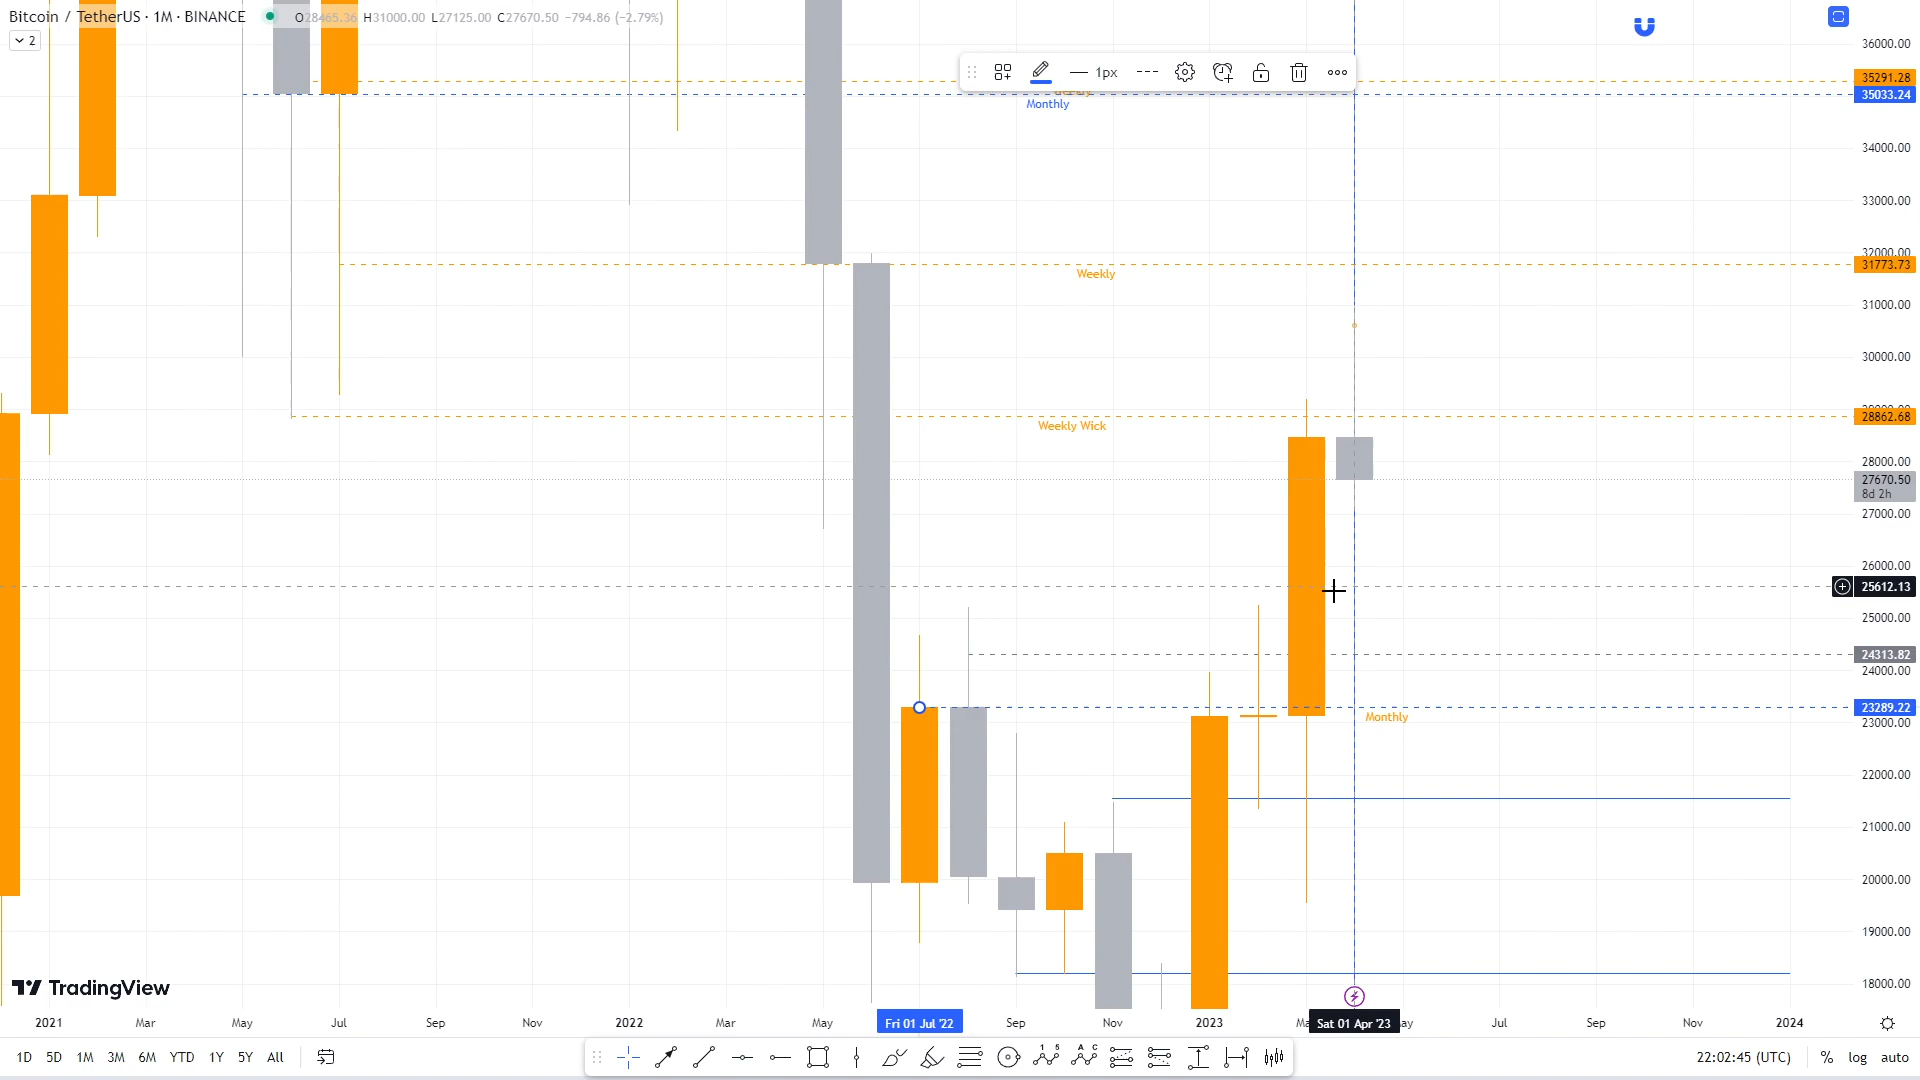 Bitcoin / TetherUS · 1M · BINANCE O28465.36 H31000.00 L27125.00 C27670.50 −794.86 (−2.79%)
2
1px
36000.00
35291.28
35033.24
Monthly
34000.00
33000.00
32000.00
31773.73
Weekly
31000.00
30000.00
28862.68
Weekly Wick
28000.00
27670.50
8d 2h
27000.00
26000.00
25612.13
25000.00
24313.82
24000.00
23289.22
Monthly
23000.00
22000.00
21000.00
20000.00
19000.00
18000.00
TradingView
2021 Mar May Jul Sep Nov 2022 Mar May Fri 01 Jul '22 Sep Nov 2023 Sat 01 Apr '23 Jul Sep Nov 2024
1D 5D 1M 3M 6M YTD 1Y 5Y All 22:02:45 (UTC) % log auto